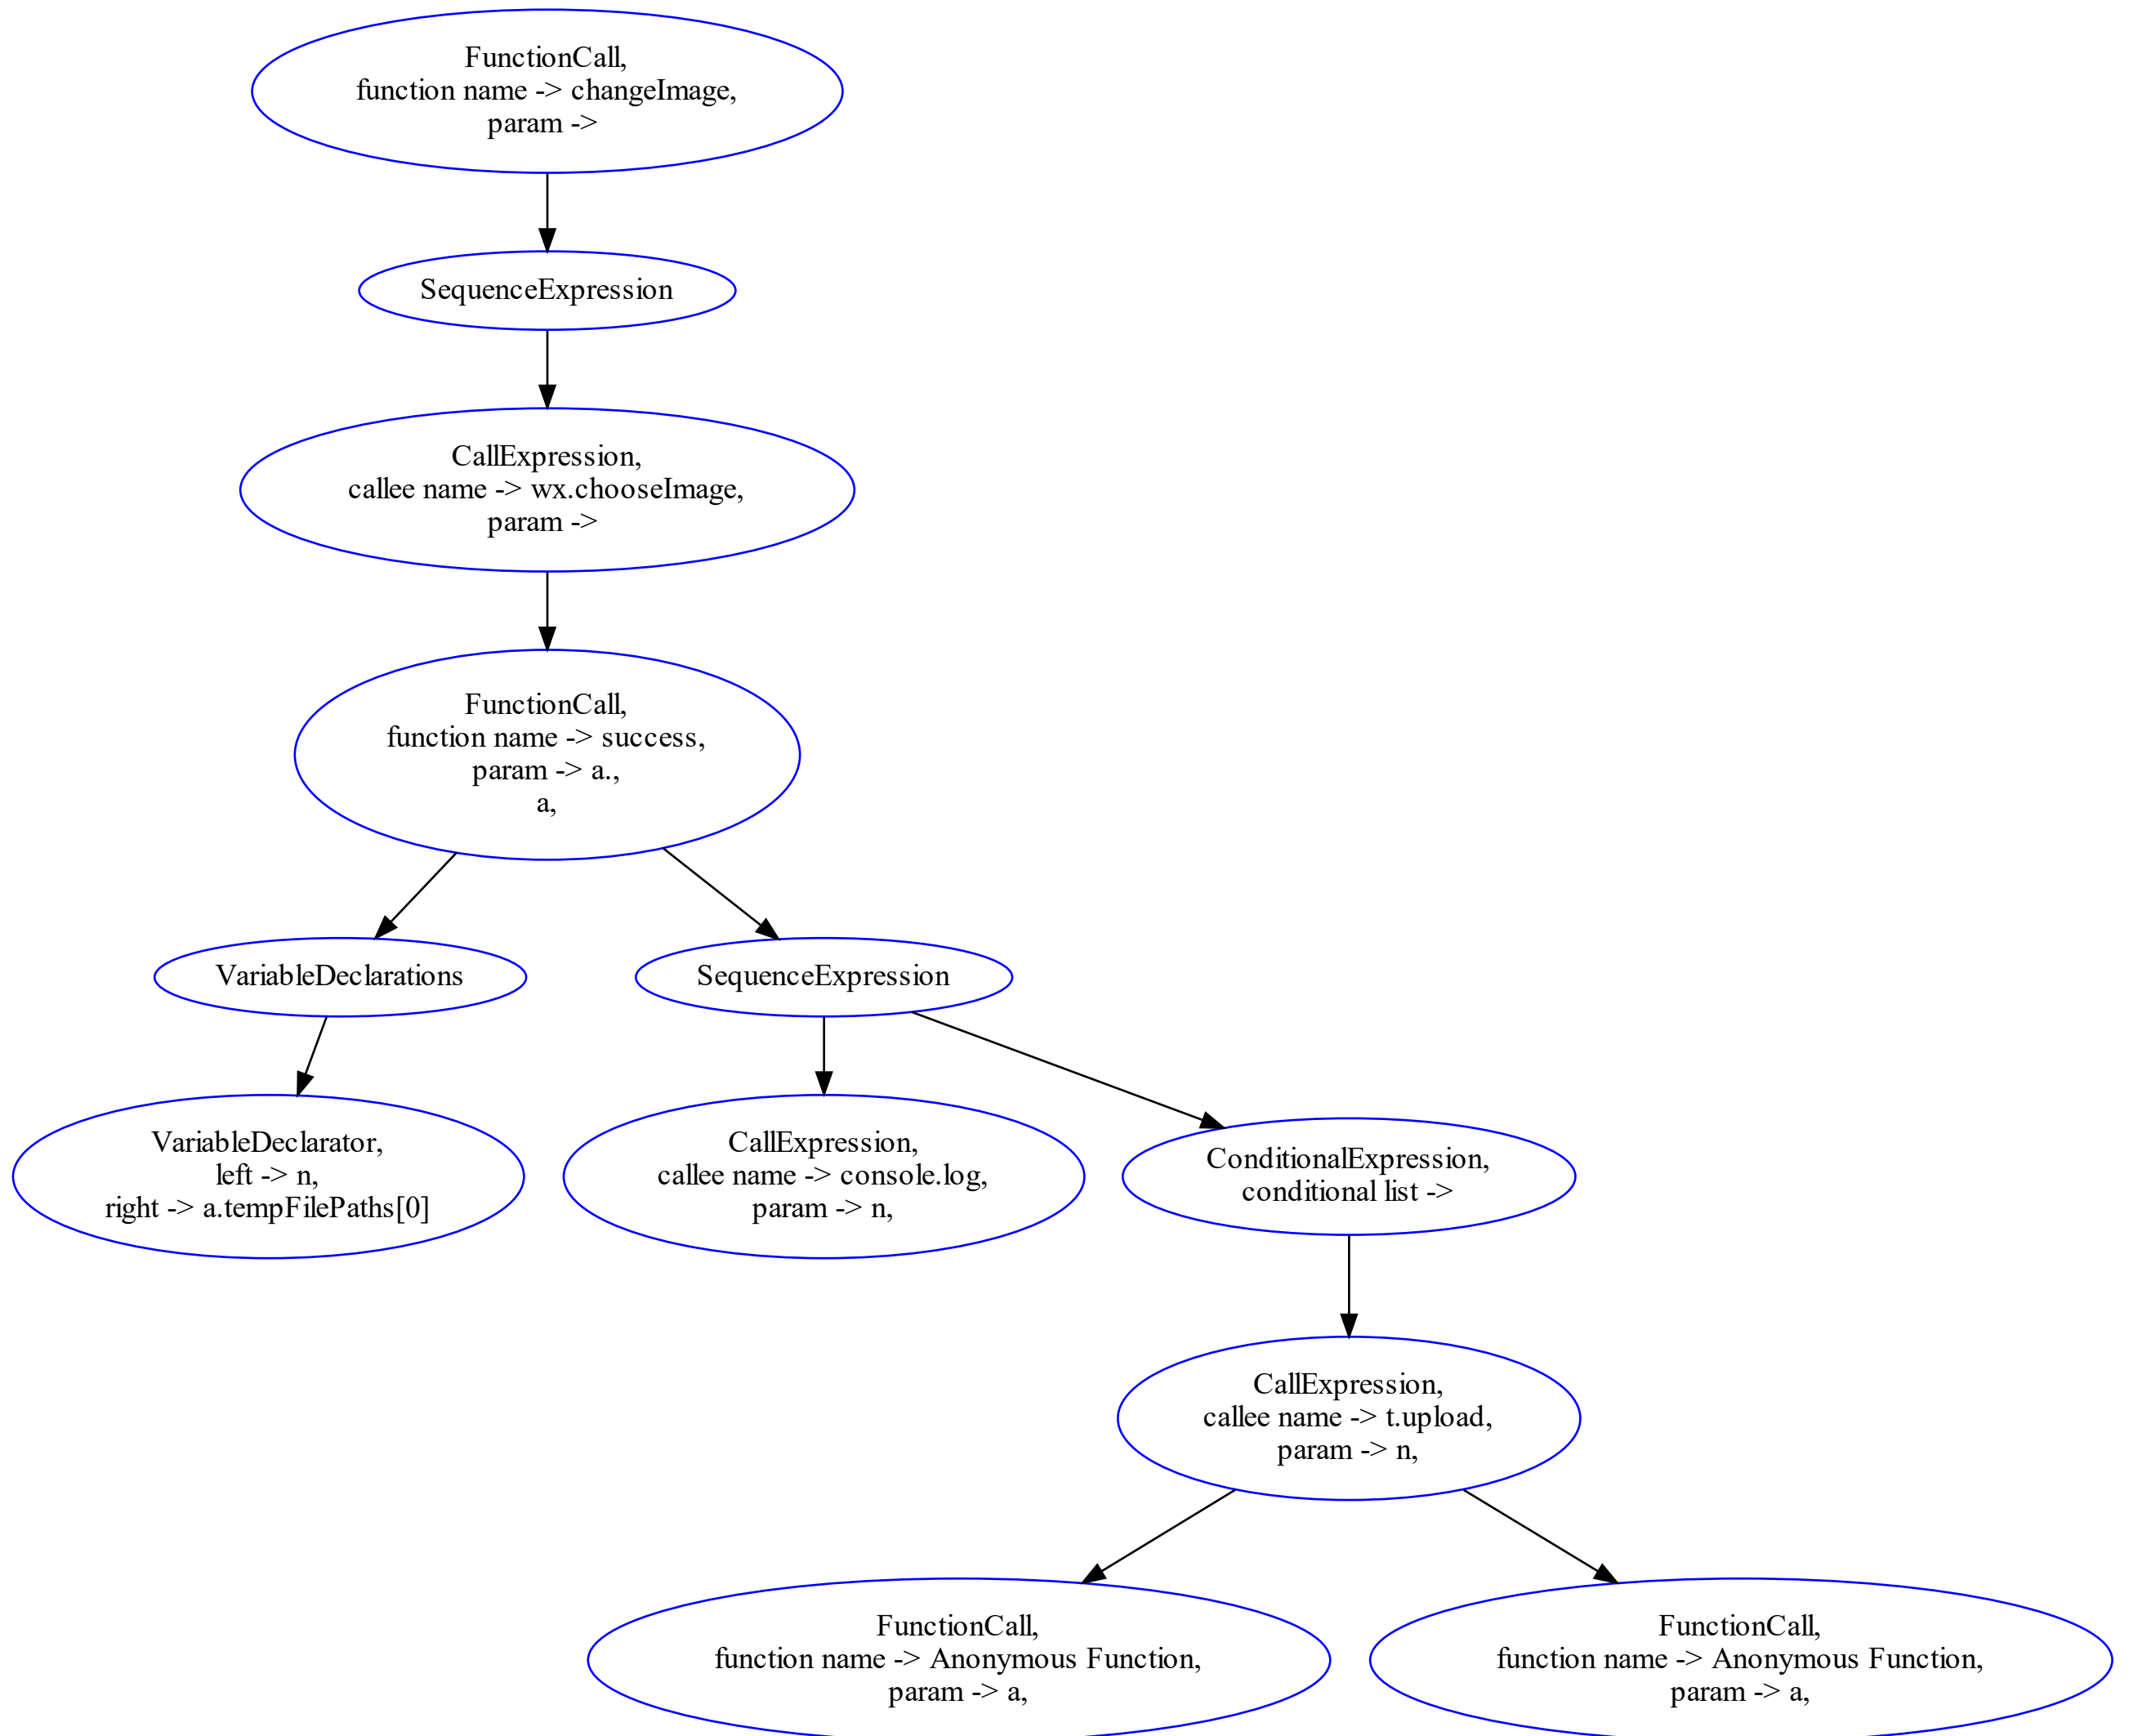 FunctionCall,
function name -> changeImage,
param ->
SequenceExpression
CallExpression,
callee name -> wx.chooseImage,
param ->
FunctionCall,
function name -> success,
param -> a.,
a,
VariableDeclarations
SequenceExpression
VariableDeclarator,
left -> n,
right -> a.tempFilePaths[0]
CallExpression,
callee name -> console.log,
param -> n,
ConditionalExpression,
conditional list ->
CallExpression,
callee name -> t.upload,
param -> n,
FunctionCall,
function name -> Anonymous Function,
param -> a,
FunctionCall,
function name -> Anonymous Function,
param -> a,